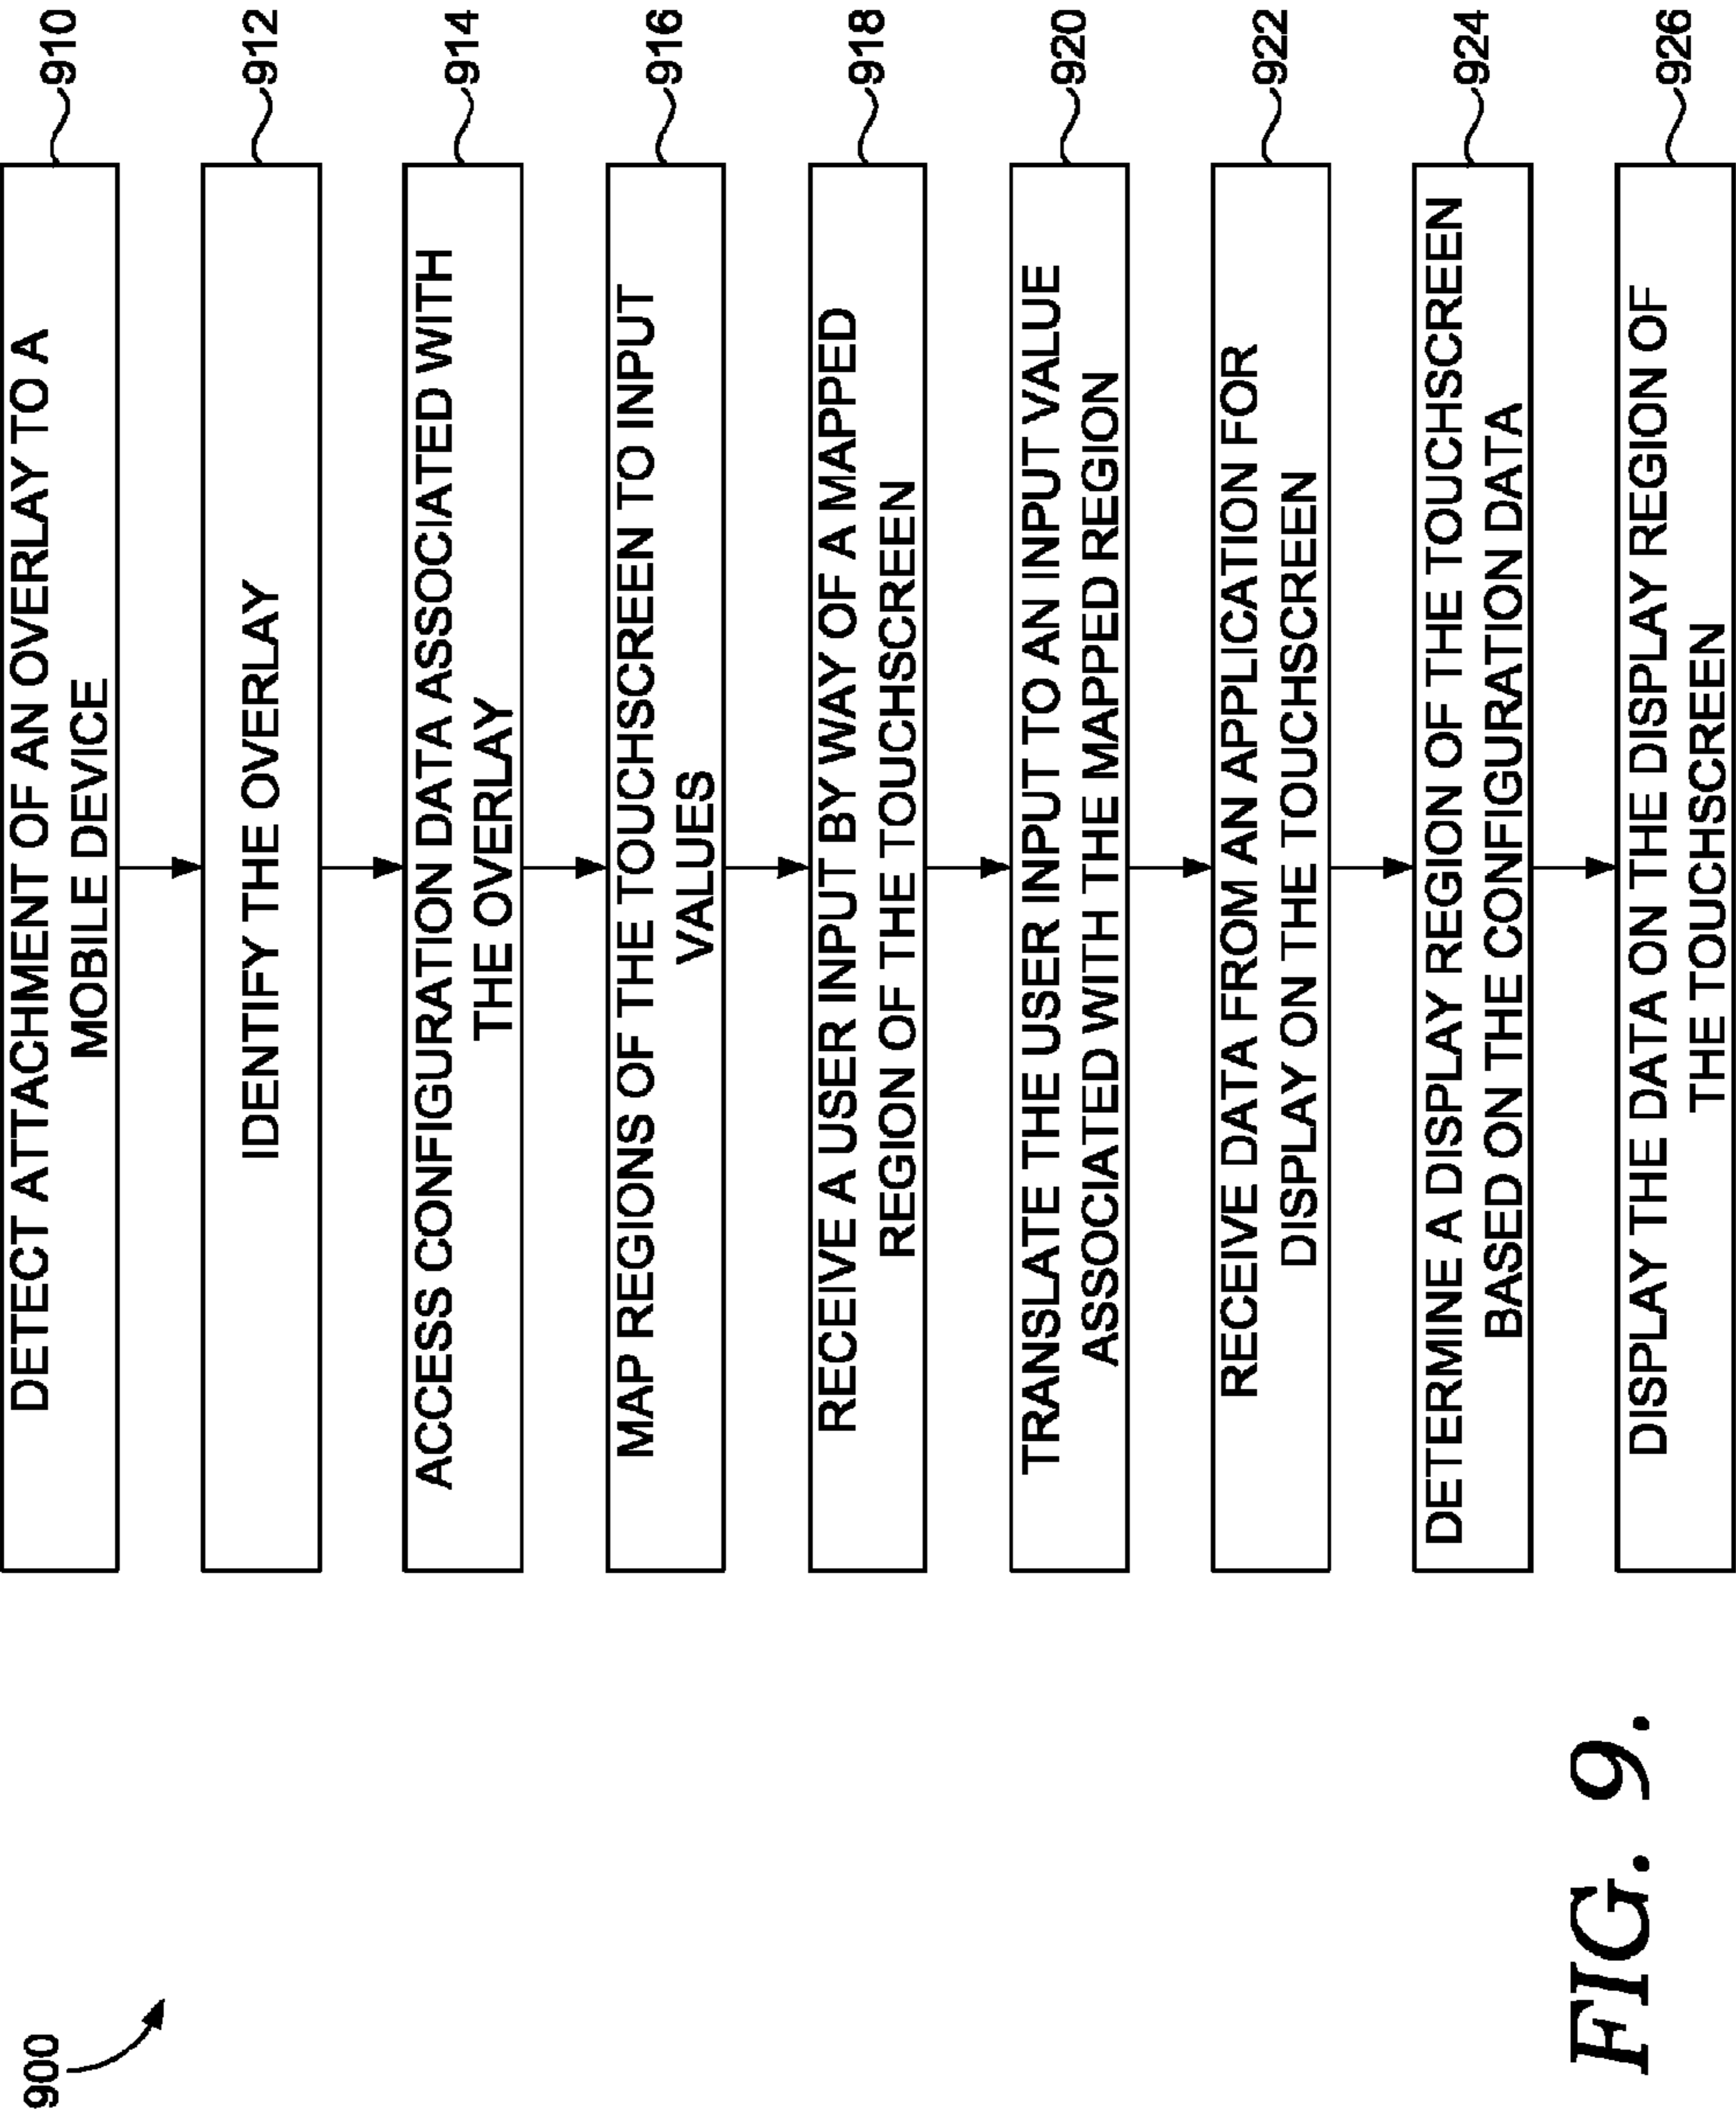 900
DETECT ATTACHMENT OF AN OVERLAY TO A
MOBILE DEVICE
910
IDENTIFY THE OVERLAY
912
ACCESS CONFIGURATION DATA ASSOCIATED WITH
THE OVERLAY
914
MAP REGIONS OF THE TOUCHSCREEN TO INPUT
VALUES
916
RECEIVE A USER INPUT BY WAY OF A MAPPED
REGION OF THE TOUCHSCREEN
918
TRANSLATE THE USER INPUT TO AN INPUT VALUE
ASSOCIATED WITH THE MAPPED REGION
920
RECEIVE DATA FROM AN APPLICATION FOR
DISPLAY ON THE TOUCHSCREEN
922
DETERMINE A DISPLAY REGION OF THE TOUCHSCREEN
BASED ON THE CONFIGURATION DATA
924
DISPLAY THE DATA ON THE DISPLAY REGION OF
THE TOUCHSCREEN
926
FIG. 9.